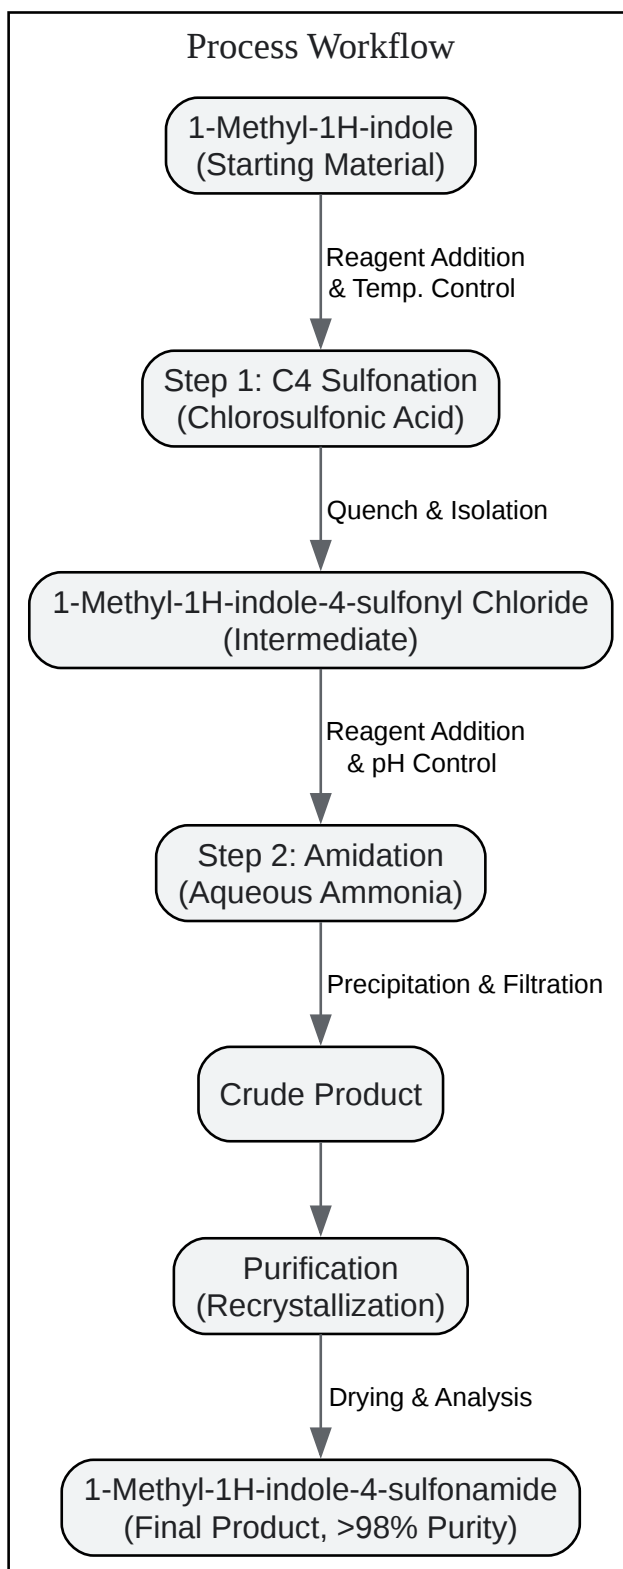 Process Workflow
1-Methyl-1H-indole
(Starting Material)
Reagent Addition
& Temp. Control
Step 1: C4 Sulfonation
(Chlorosulfonic Acid)
Quench & Isolation
1-Methyl-1H-indole-4-sulfonyl Chloride
(Intermediate)
Reagent Addition
& pH Control
Step 2: Amidation
(Aqueous Ammonia)
Precipitation & Filtration
Crude Product
Purification
(Recrystallization)
Drying & Analysis
1-Methyl-1H-indole-4-sulfonamide
(Final Product, >98% Purity)